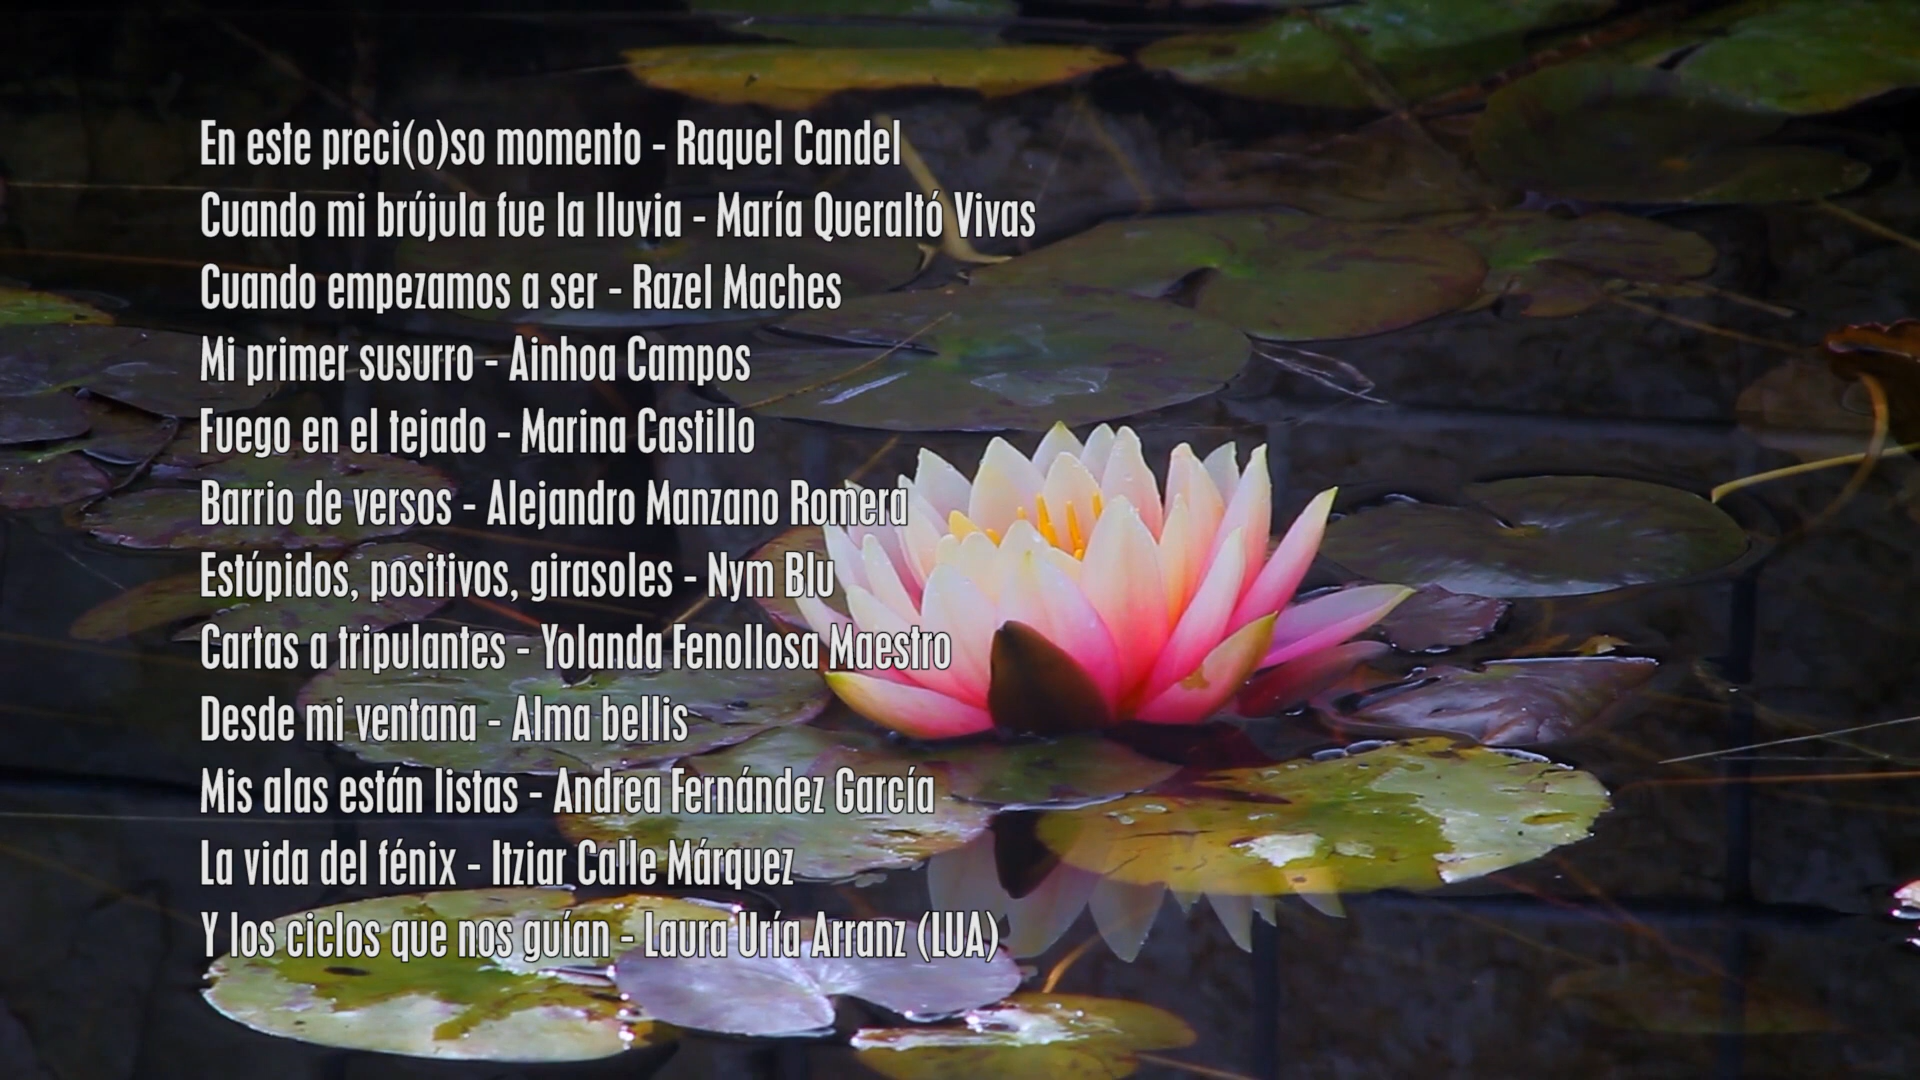 En este preci(o)so momento - Raquel Candel
Cuando mi brújula fue la lluvia - María Queraltó Vivas
Cuando empezamos a ser - Razel Maches
Mi primer susurro - Ainhoa Campos
Fuego en el tejado - Marina Castillo
Barrio de versos - Alejandro Manzano Romera
Estúpidos, positivos, girasoles - Nym Blu
Cartas a tripulantes - Yolanda Fenollosa Maestro
Desde mi ventana - Alma bellis
Mis alas están listas - Andrea Fernández García
La vida del fénix - Itziar Calle Márquez
Y los ciclos que nos guían - Laura Uría Arranz (LUA)